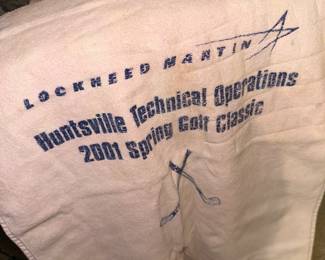 LOCKHEED MARTIN
Huntsville Technical Operations
2001 Spring Golf Classic